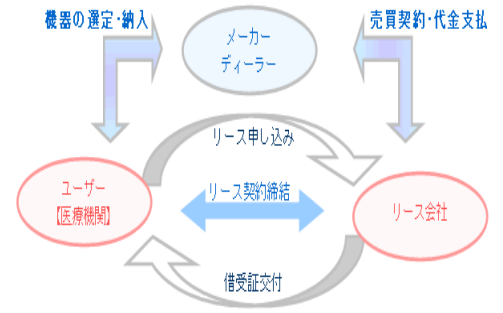 機器の選定・納入
売買契約・代金支払
メーカー
ディーラー
リース申し込み
ユーザー
【医療機関】
リース契約締結
リース会社
借受証交付